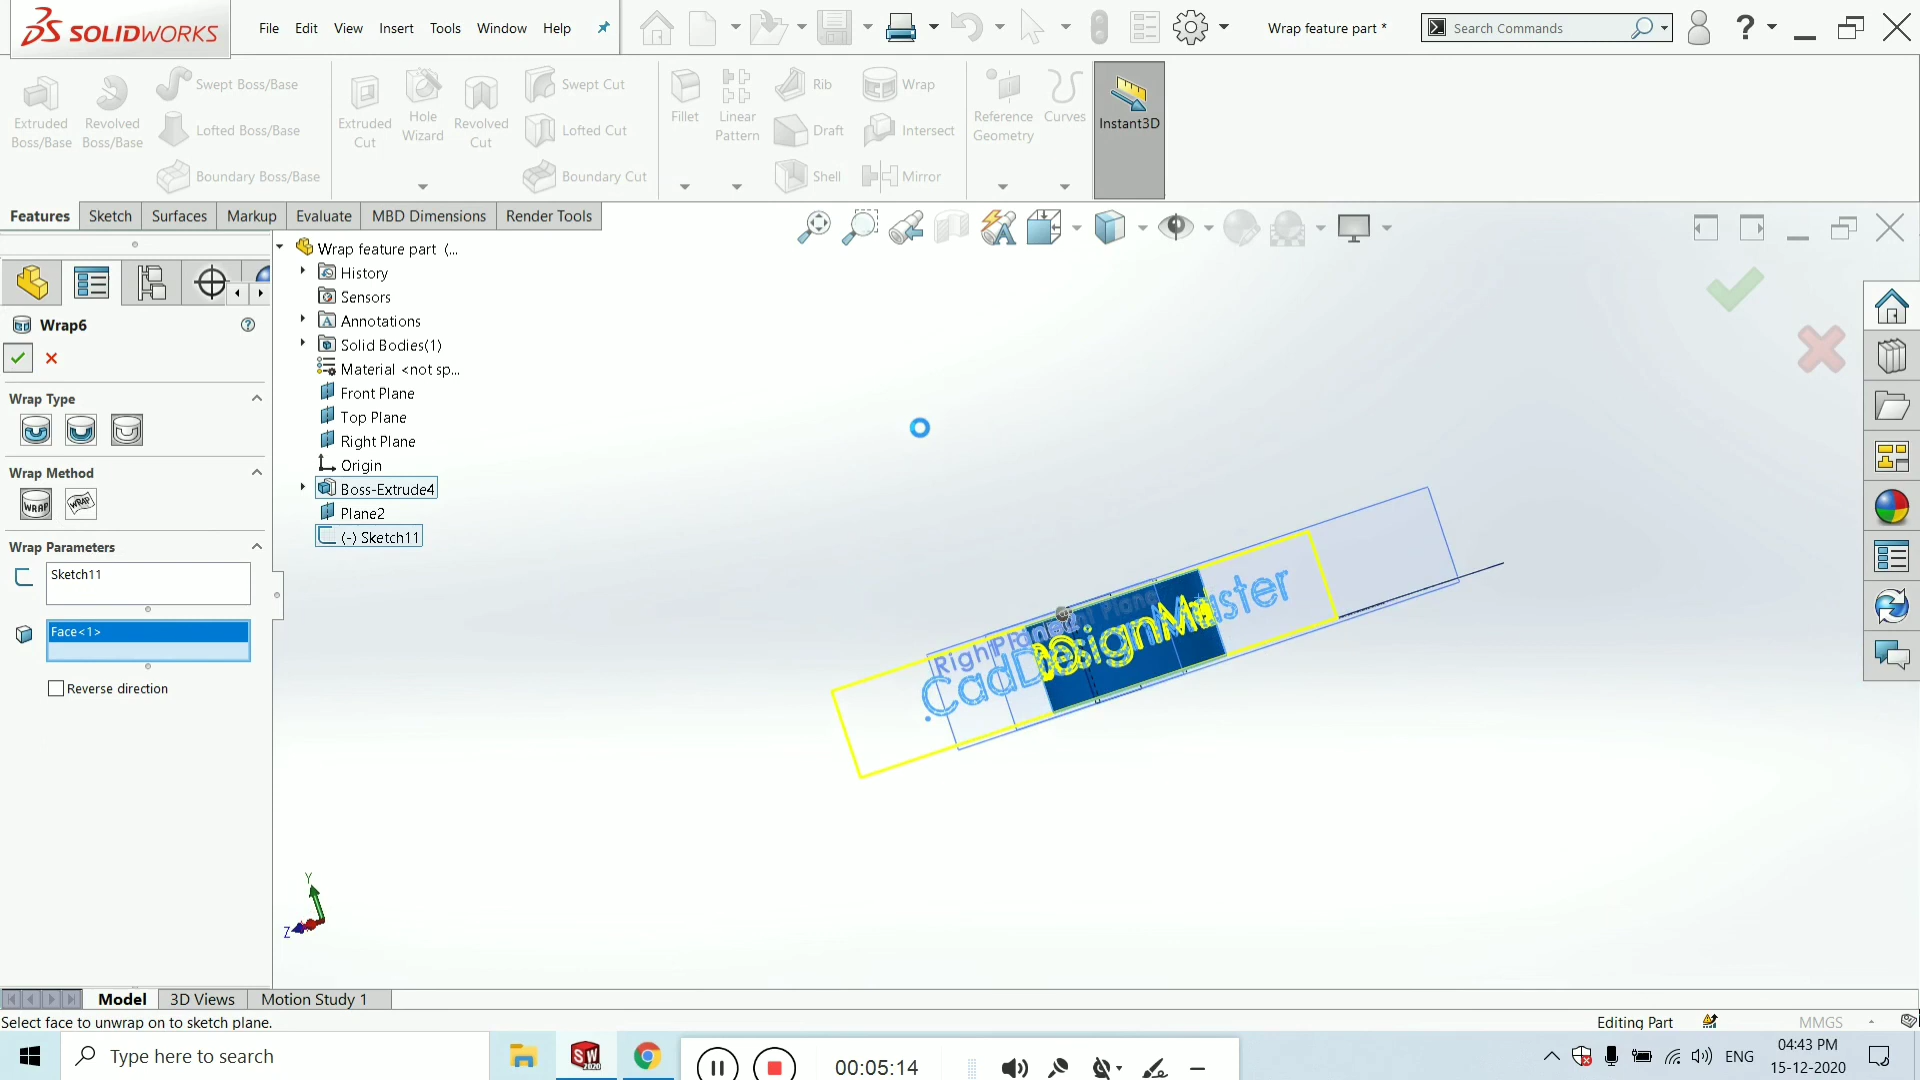 SOLIDWORKS
File Edit View Insert Tools Window Help
Wrap feature part *
Search Commands
?
Extruded Boss/Base
Revolved Boss/Base
Swept Boss/Base
Lofted Boss/Base
Boundary Boss/Base
Extruded Cut
Hole Wizard
Revolved Cut
Swept Cut
Lofted Cut
Boundary Cut
Fillet
Linear Pattern
Rib
Draft
Shell
Wrap
Intersect
Mirror
Reference Geometry
Curves
Instant3D
Features Sketch Surfaces Markup Evaluate MBD Dimensions Render Tools
Wrap6
Wrap Type
Wrap Method
WRAP
WRAP
Wrap Parameters
Sketch11
Face<1>
Reverse direction
Wrap feature part (...
History
Sensors
Annotations
Solid Bodies(1)
Material <not sp...
Front Plane
Top Plane
Right Plane
Origin
Boss-Extrude4
Plane2
(-) Sketch11
.CadDesignMaster
Y
Z
Model 3D Views Motion Study 1
Select face to unwrap on to sketch plane.
Editing Part
MMGS
Type here to search
SW
2020
00:05:14
ENG
04:43 PM
15-12-2020